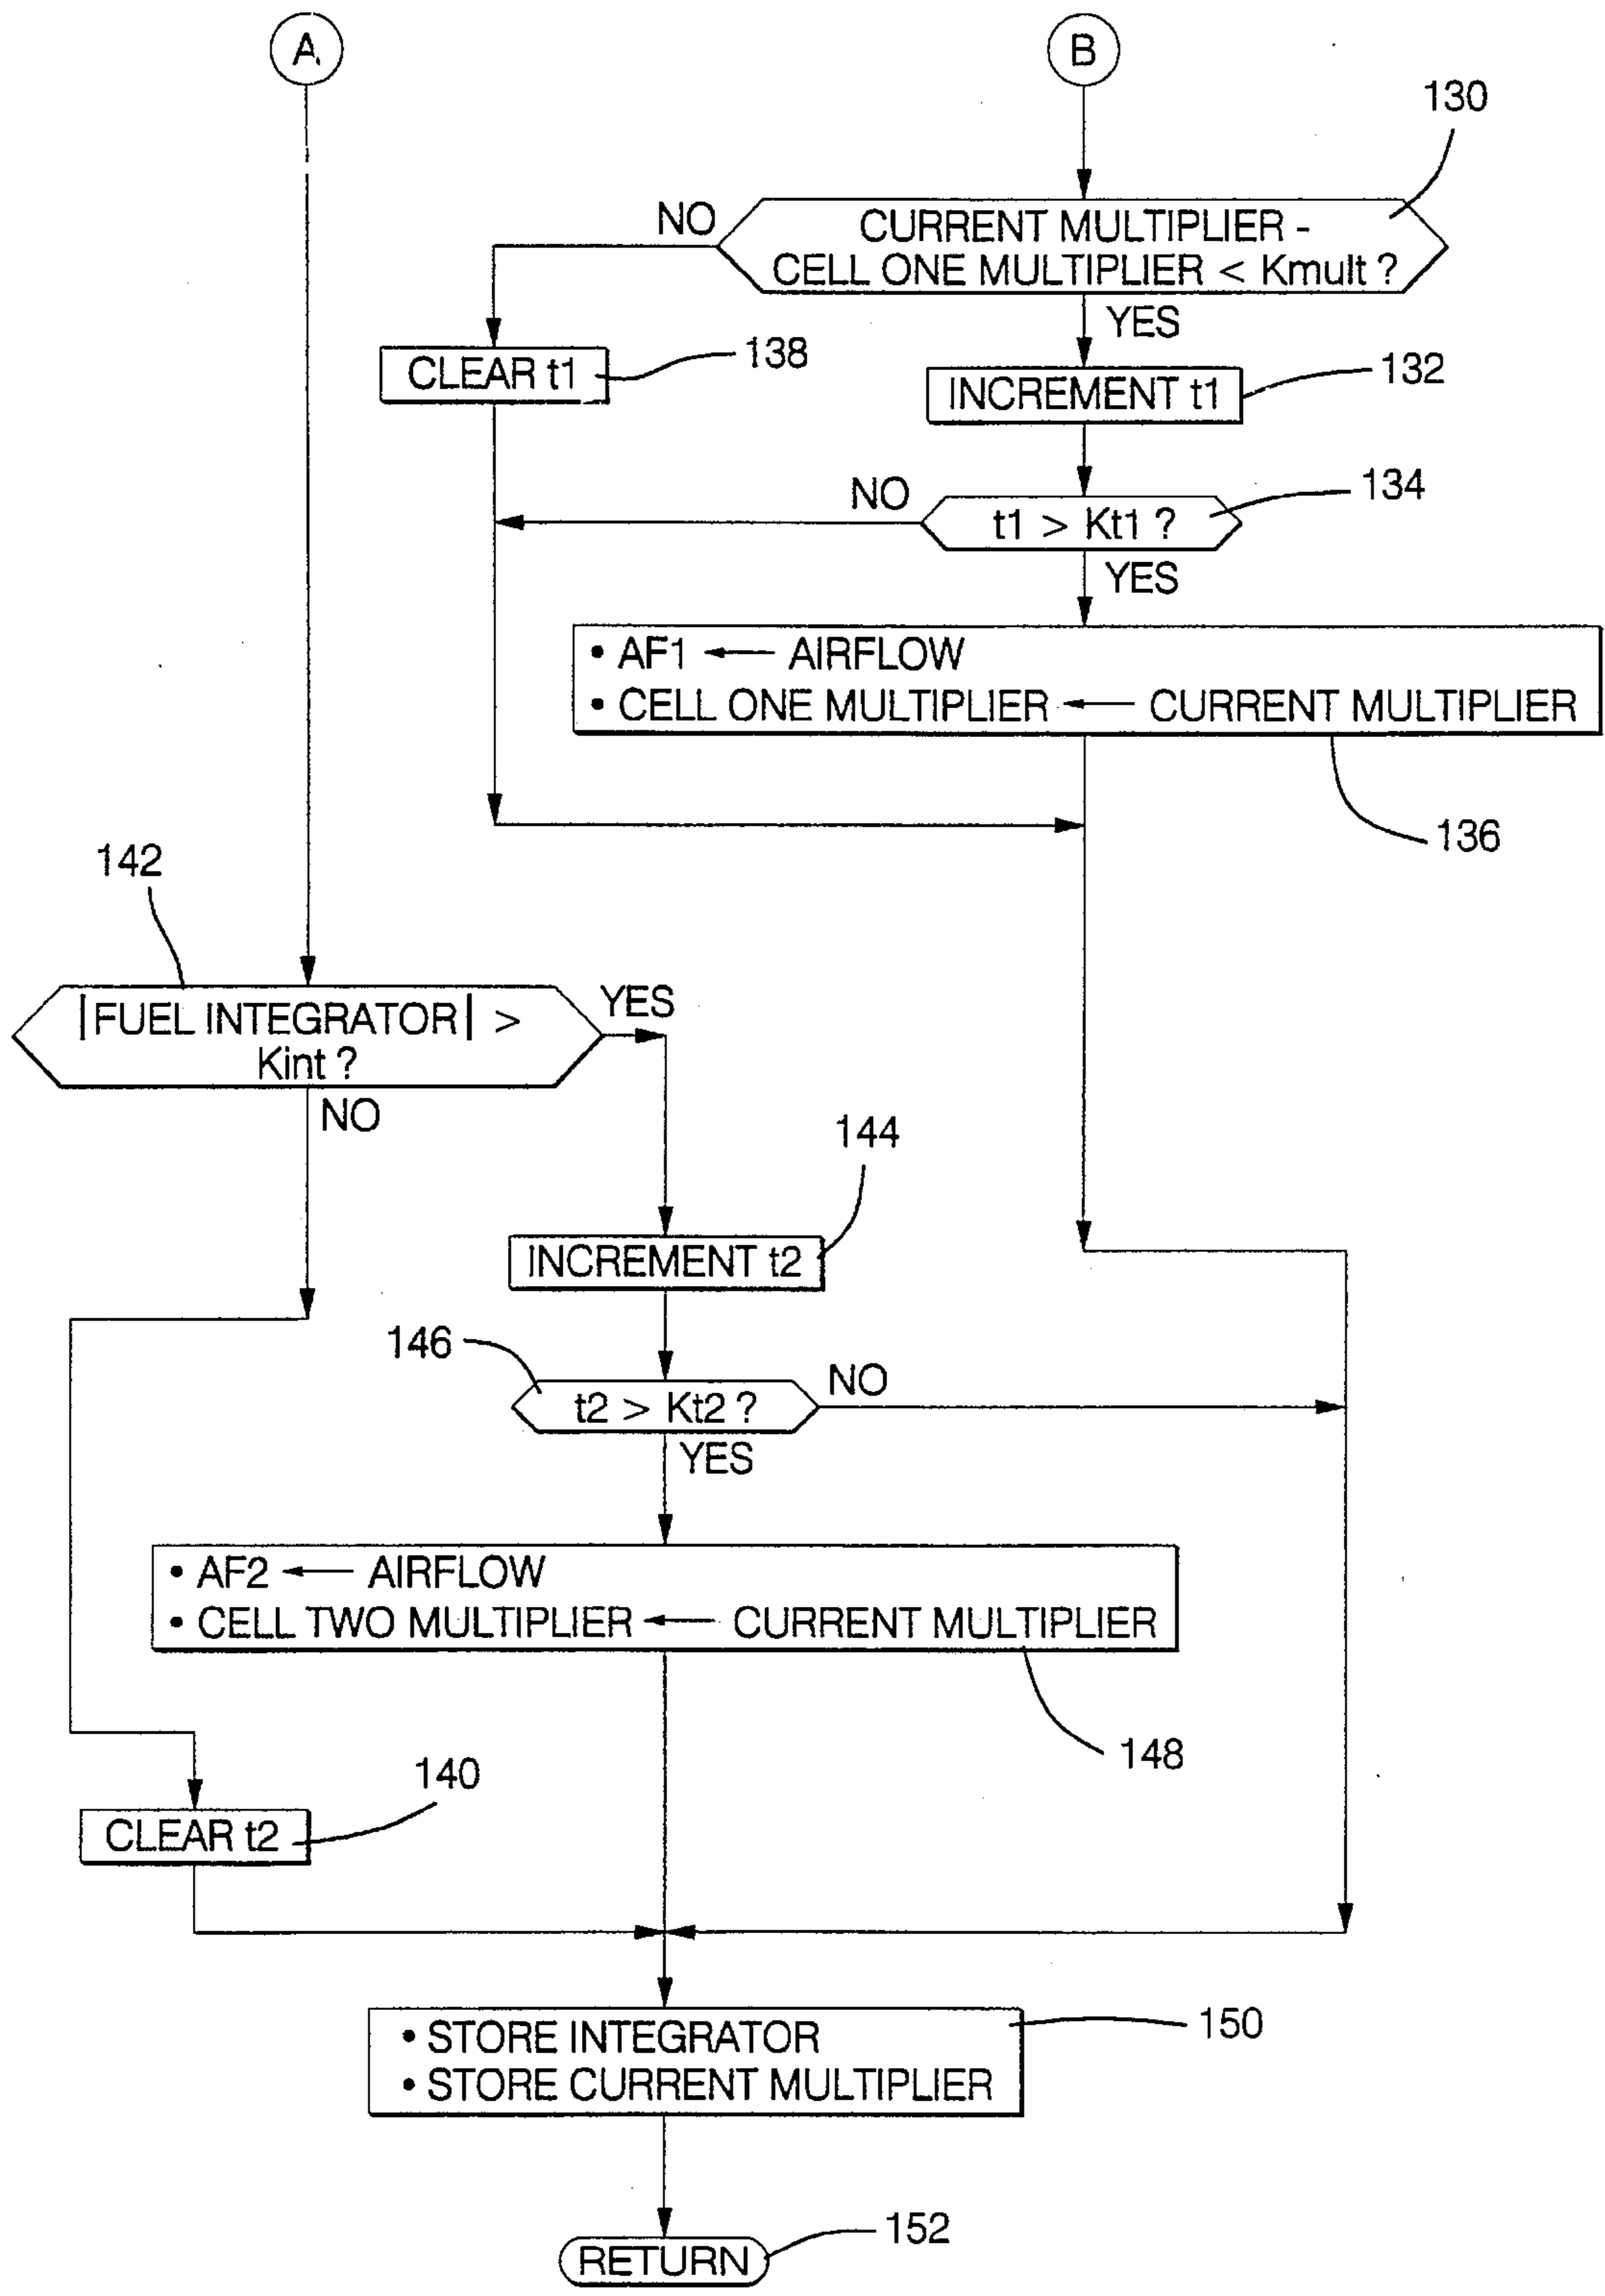 A
B
130
NO
CURRENT MULTIPLIER -
CELL ONE MULTIPLIER < Kmult ?
YES
CLEAR t1
138
INCREMENT t1
132
NO
t1 > Kt1 ?
134
YES
• AF1 ← AIRFLOW
• CELL ONE MULTIPLIER ← CURRENT MULTIPLIER
136
142
|FUEL INTEGRATOR| >
Kint ?
YES
NO
144
INCREMENT t2
146
t2 > Kt2 ?
NO
YES
• AF2 ← AIRFLOW
• CELL TWO MULTIPLIER ← CURRENT MULTIPLIER
148
140
CLEAR t2
• STORE INTEGRATOR
• STORE CURRENT MULTIPLIER
150
RETURN
152